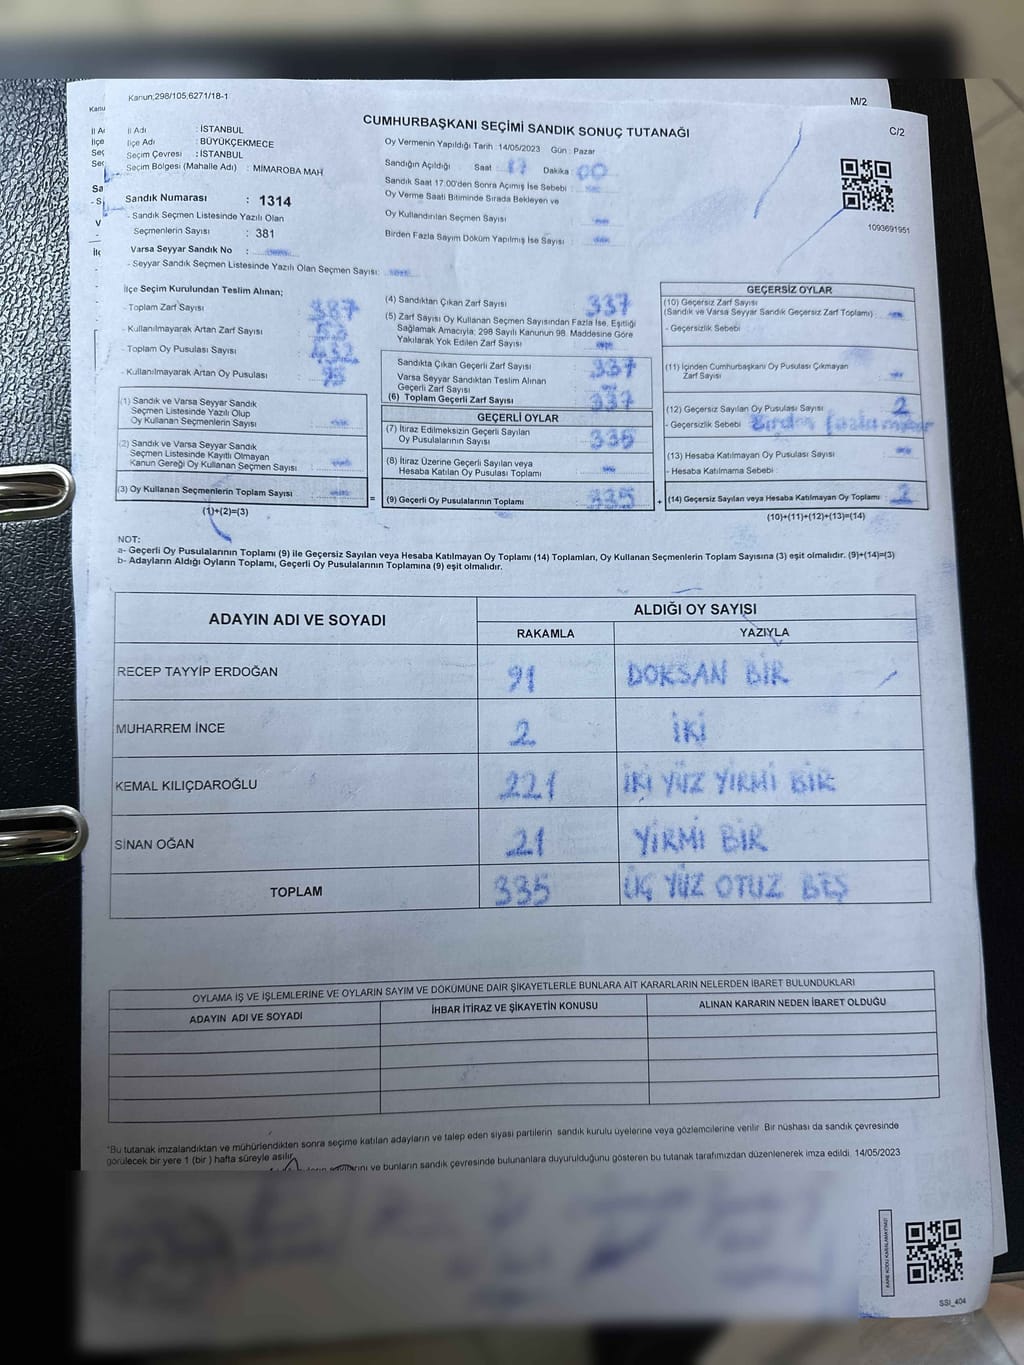 Kanun;298/105,6271/18-1
M/2
C/2
CUMHURBAŞKANI SEÇİMİ SANDIK SONUÇ TUTANAĞI
İl Adı : İSTANBUL
İlçe Adı : BÜYÜKÇEKMECE
Seçim Çevresi : İSTANBUL
Seçim Bölgesi (Mahalle Adı) : MİMAROBA MAH
Oy Vermenin Yapıldığı Tarih : 14/05/2023 Gün : Pazar
Sandığın Açıldığı Saat : 17 Dakika : 00
Sandık Saat 17:00'den Sonra Açımış İse Sebebi :
Oy Verme Saati Bitiminde Sırada Bekleyen ve
Oy Kullandırılan Seçmen Sayısı
Birden Fazla Sayım Döküm Yapılmış İse Sayısı :
1093691951
Sandık Numarası : 1314
- Sandık Seçmen Listesinde Yazılı Olan
Seçmenlerin Sayısı : 381
Varsa Seyyar Sandık No :
- Seyyar Sandık Seçmen Listesinde Yazılı Olan Seçmen Sayısı:
İlçe Seçim Kurulundan Teslim Alınan;
- Toplam Zarf Sayısı 387
- Kullanılmayarak Artan Zarf Sayısı
- Toplam Oy Pusulası Sayısı 432
- Kullanılmayarak Artan Oy Pusulası 95
(1) Sandık ve Varsa Seyyar Sandık
Seçmen Listesinde Yazılı Olup
Oy Kullanan Seçmenlerin Sayısı
(2) Sandık ve Varsa Seyyar Sandık
Seçmen Listesinde Kayıtlı Olmayan
Kanun Gereği Oy Kullanan Seçmen Sayısı
(3) Oy Kullanan Seçmenlerin Toplam Sayısı
(1)+(2)=(3)
=
(4) Sandıktan Çıkan Zarf Sayısı 337
(5) Zarf Sayısı Oy Kullanan Seçmen Sayısından Fazla İse, Eşitliği
Sağlamak Amacıyla; 298 Sayılı Kanunun 98. Maddesine Göre
Yakılarak Yok Edilen Zarf Sayısı
Sandıkta Çıkan Geçerli Zarf Sayısı 337
Varsa Seyyar Sandıktan Teslim Alınan
Geçerli Zarf Sayısı
(6) Toplam Geçerli Zarf Sayısı 337
GEÇERLİ OYLAR
(7) İtiraz Edilmeksizin Geçerli Sayılan
Oy Pusulalarının Sayısı 335
(8) İtiraz Üzerine Geçerli Sayılan veya
Hesaba Katılan Oy Pusulası Toplamı
(9) Geçerli Oy Pusulalarının Toplamı 335
+
GEÇERSİZ OYLAR
(10) Geçersiz Zarf Sayısı
(Sandık ve Varsa Seyyar Sandık Geçersiz Zarf Toplamı)
- Geçersizlik Sebebi
(11) İçinden Cumhurbaşkanı Oy Pusulası Çıkmayan
Zarf Sayısı
(12) Geçersiz Sayılan Oy Pusulası Sayısı 2
- Geçersizlik Sebebi Birden fazla mühür
(13) Hesaba Katılmayan Oy Pusulası Sayısı
- Hesaba Katılmama Sebebi
(14) Geçersiz Sayılan veya Hesaba Katılmayan Oy Toplamı 2
(10)+(11)+(12)+(13)=(14)
NOT:
a- Geçerli Oy Pusulalarının Toplamı (9) ile Geçersiz Sayılan veya Hesaba Katılmayan Oy Toplamı (14) Toplamları, Oy Kullanan Seçmenlerin Toplam Sayısına (3) eşit olmalıdır. (9)+(14)=(3)
b- Adayların Aldığı Oyların Toplamı, Geçerli Oy Pusulalarının Toplamına (9) eşit olmalıdır.
ADAYIN ADI VE SOYADI ALDIĞI OY SAYISI
RAKAMLA YAZIYLA
RECEP TAYYİP ERDOĞAN 91 DOKSAN BİR
MUHARREM İNCE 2 İKİ
KEMAL KILIÇDAROĞLU 221 İKİ YÜZ YİRMİ BİR
SİNAN OĞAN 21 YİRMİ BİR
TOPLAM 335 ÜÇ YÜZ OTUZ BEŞ
OYLAMA İŞ VE İŞLEMLERİNE VE OYLARIN SAYIM VE DÖKÜMÜNE DAİR ŞİKAYETLERLE BUNLARA AİT KARARLARIN NELERDEN İBARET BULUNDUKLARI
ADAYIN ADI VE SOYADI İHBAR İTİRAZ VE ŞİKAYETİN KONUSU ALINAN KARARIN NEDEN İBARET OLDUĞU
*Bu tutanak imzalandıktan ve mühürlendikten sonra seçime katılan adayların ve talep eden siyasi partilerin sandık kurulu üyelerine veya gözlemcilerine verilir. Bir nüshası da sandık çevresinde
görülecek bir yere 1 (bir) hafta süreyle asılır.
ve bunların sandık çevresinde bulunanlara duyurulduğunu gösteren bu tutanak tarafımızdan düzenlenerek imza edildi. 14/05/2023
KARE KODU KARALAMAYINIZ!
SSI_404